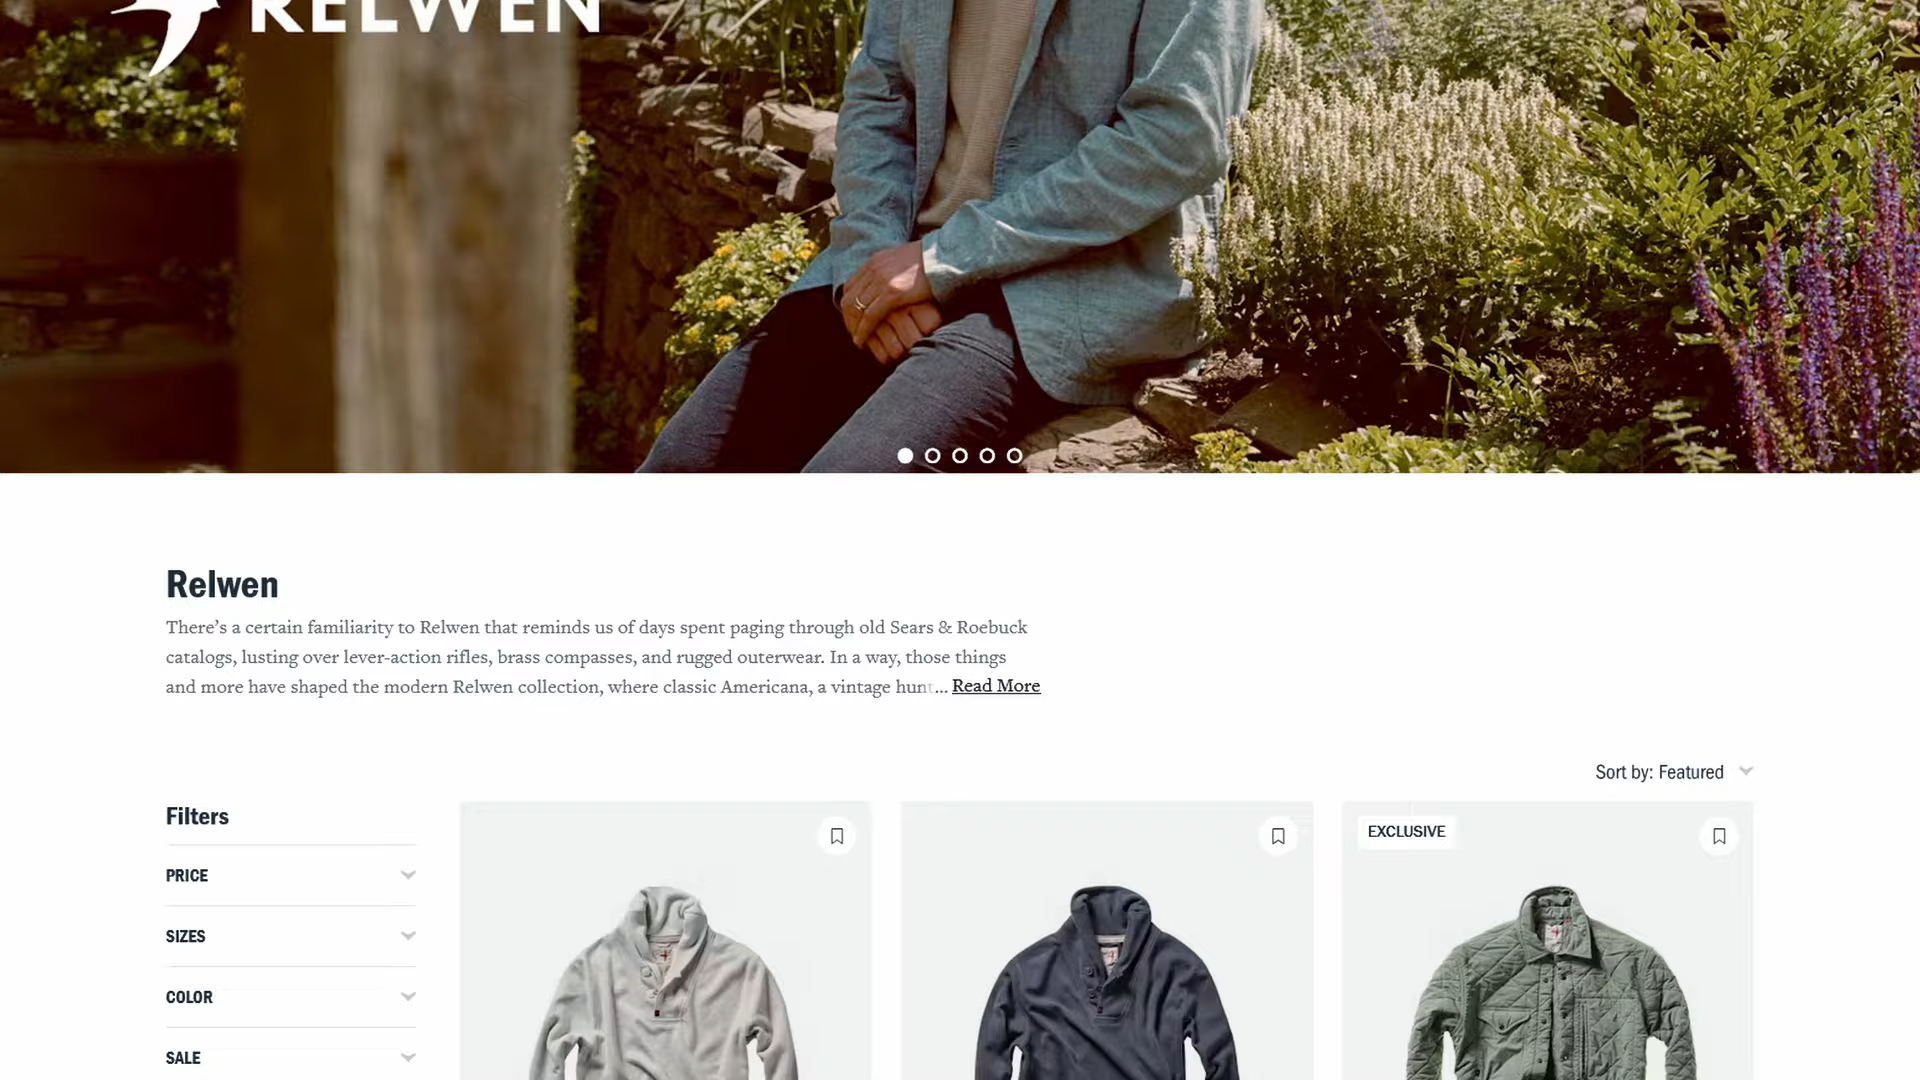 RELWEN
Relwen
There’s a certain familiarity to Relwen that reminds us of days spent paging through old Sears & Roebuck
catalogs, lusting over lever-action rifles, brass compasses, and rugged outerwear. In a way, those things
and more have shaped the modern Relwen collection, where classic Americana, a vintage hunt... Read More
Sort by: Featured
Filters
PRICE
SIZES
COLOR
SALE
EXCLUSIVE